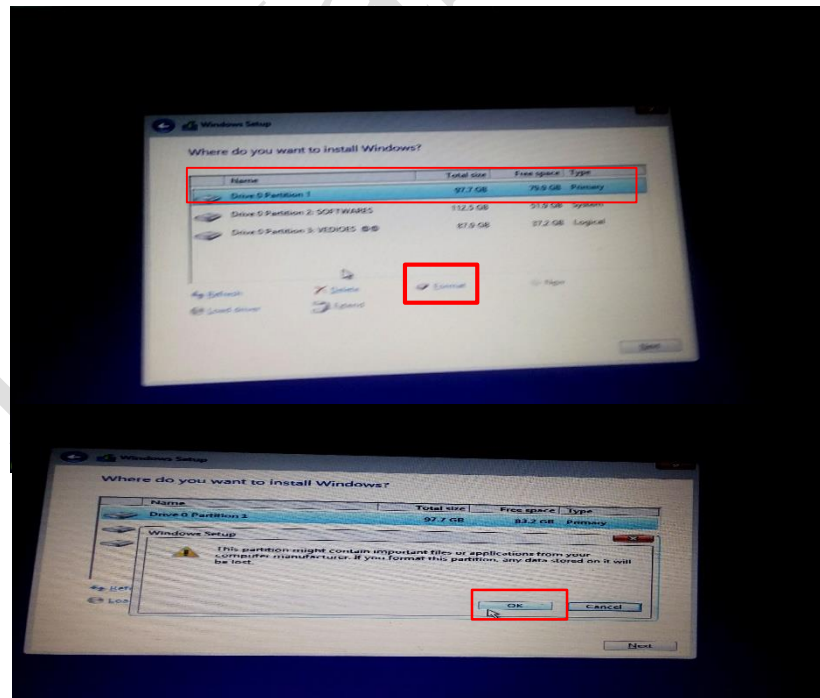 Windows Setup
Where do you want to install Windows?
Name Total size Free space Type
Drive 0 Partition 1 97.7 GB 79.9 GB Primary
Drive 0 Partition 2: SOFTWARES 112.5 GB 51.9 GB System
Drive 0 Partition 3: VEDIOES 87.9 GB 37.2 GB Logical
Refresh Delete Format New
Load driver Extend
Next
Windows Setup
Where do you want to install Windows?
Name Total size Free space Type
Drive 0 Partition 1 97.7 GB 83.2 GB Primary
Windows Setup
This partition might contain important files or applications from your
computer manufacturer. If you format this partition, any data stored on it will
be lost.
Refr
Loa
OK Cancel
Next